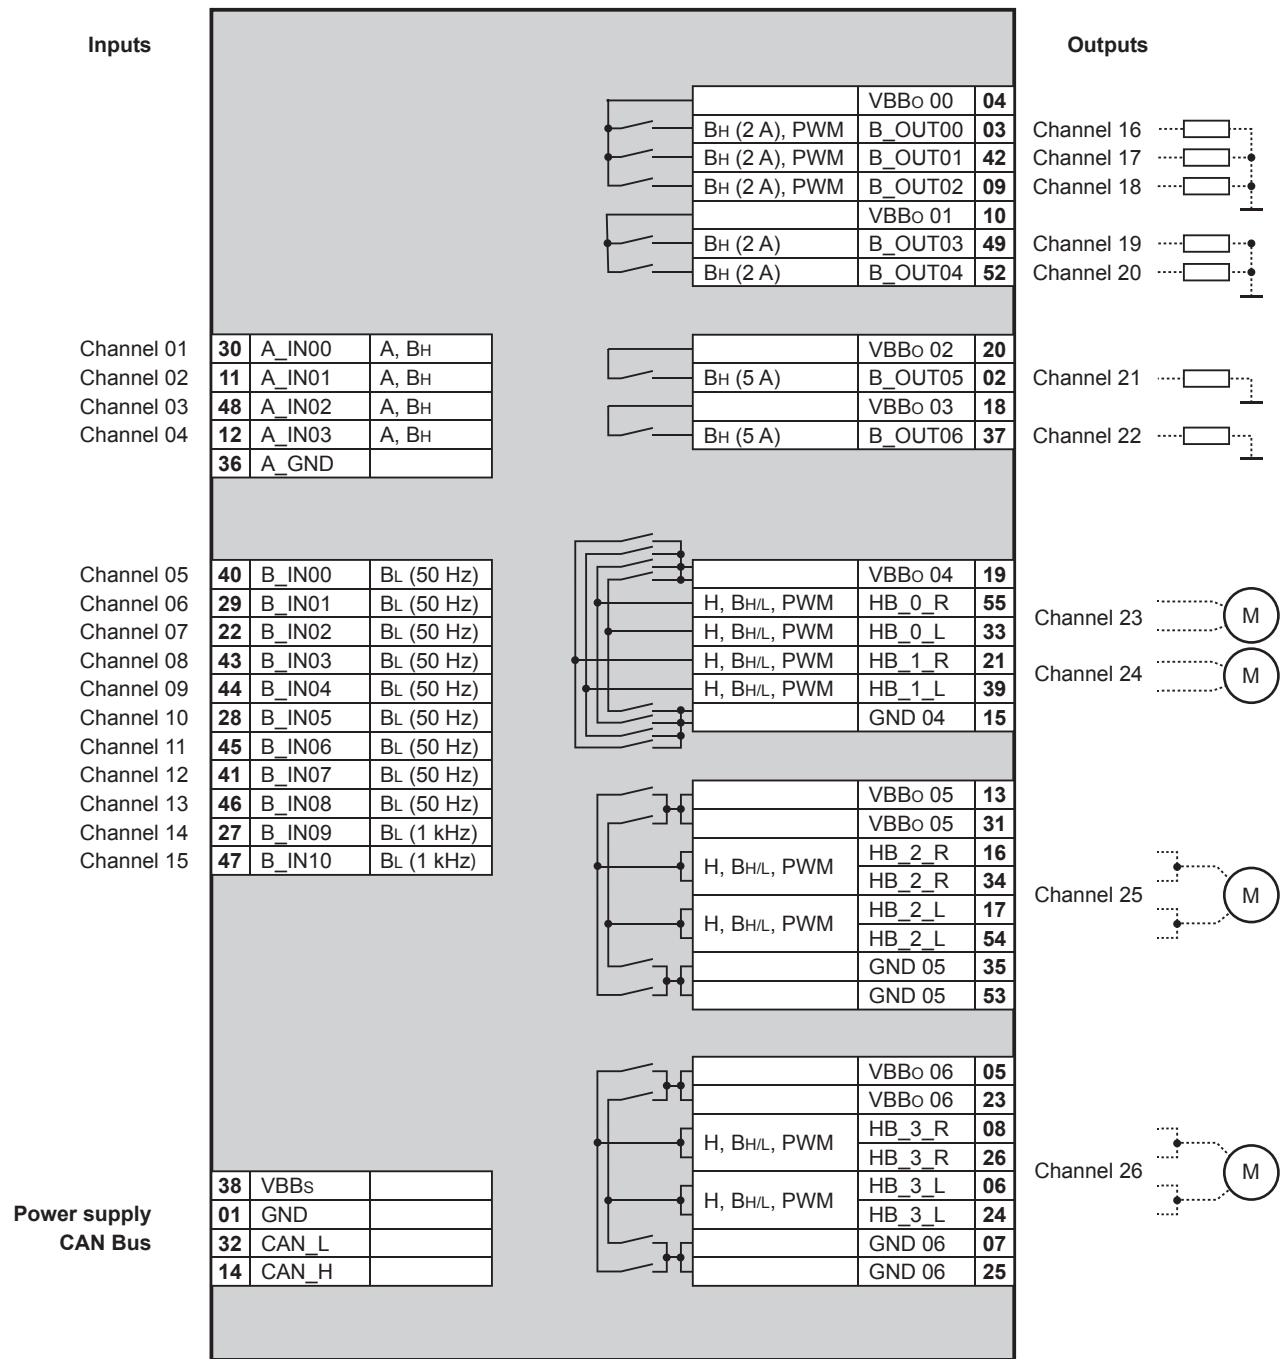 Inputs
Outputs
VBBO 00 04
BH (2 A), PWM B_OUT00 03 Channel 16
BH (2 A), PWM B_OUT01 42 Channel 17
BH (2 A), PWM B_OUT02 09 Channel 18
VBBO 01 10
BH (2 A) B_OUT03 49 Channel 19
BH (2 A) B_OUT04 52 Channel 20
Channel 01 30 A_IN00 A, BH
Channel 02 11 A_IN01 A, BH
Channel 03 48 A_IN02 A, BH
Channel 04 12 A_IN03 A, BH
36 A_GND
VBBO 02 20
BH (5 A) B_OUT05 02 Channel 21
VBBO 03 18
BH (5 A) B_OUT06 37 Channel 22
Channel 05 40 B_IN00 BL (50 Hz)
Channel 06 29 B_IN01 BL (50 Hz)
Channel 07 22 B_IN02 BL (50 Hz)
Channel 08 43 B_IN03 BL (50 Hz)
Channel 09 44 B_IN04 BL (50 Hz)
Channel 10 28 B_IN05 BL (50 Hz)
Channel 11 45 B_IN06 BL (50 Hz)
Channel 12 41 B_IN07 BL (50 Hz)
Channel 13 46 B_IN08 BL (50 Hz)
Channel 14 27 B_IN09 BL (1 kHz)
Channel 15 47 B_IN10 BL (1 kHz)
VBBO 04 19
H, BH/L, PWM HB_0_R 55
H, BH/L, PWM HB_0_L 33
Channel 23 M
H, BH/L, PWM HB_1_R 21
H, BH/L, PWM HB_1_L 39
Channel 24 M
GND 04 15
VBBO 05 13
VBBO 05 31
H, BH/L, PWM HB_2_R 16
HB_2_R 34
Channel 25 M
H, BH/L, PWM HB_2_L 17
HB_2_L 54
GND 05 35
GND 05 53
VBBO 06 05
VBBO 06 23
H, BH/L, PWM HB_3_R 08
HB_3_R 26
Channel 26 M
H, BH/L, PWM HB_3_L 06
HB_3_L 24
GND 06 07
GND 06 25
38 VBBS
Power supply 01 GND
CAN Bus 32 CAN_L
14 CAN_H